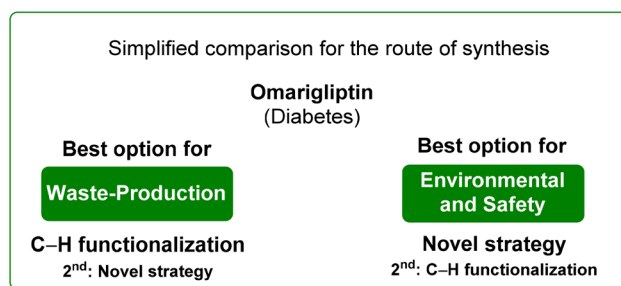 Simplified comparison for the route of synthesis
Omarigliptin
(Diabetes)
Best option for
Waste-Production
C–H functionalization
2nd: Novel strategy
Best option for
Environmental
and Safety
Novel strategy
2nd: C–H functionalization